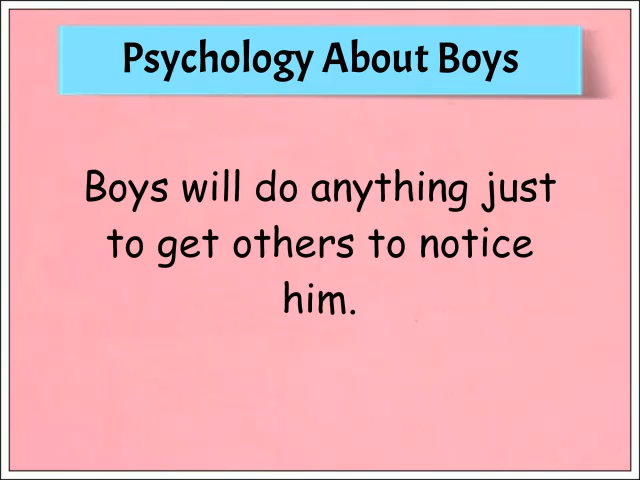 Psychology About Boys
Boys will do anything just
to get others to notice
him.